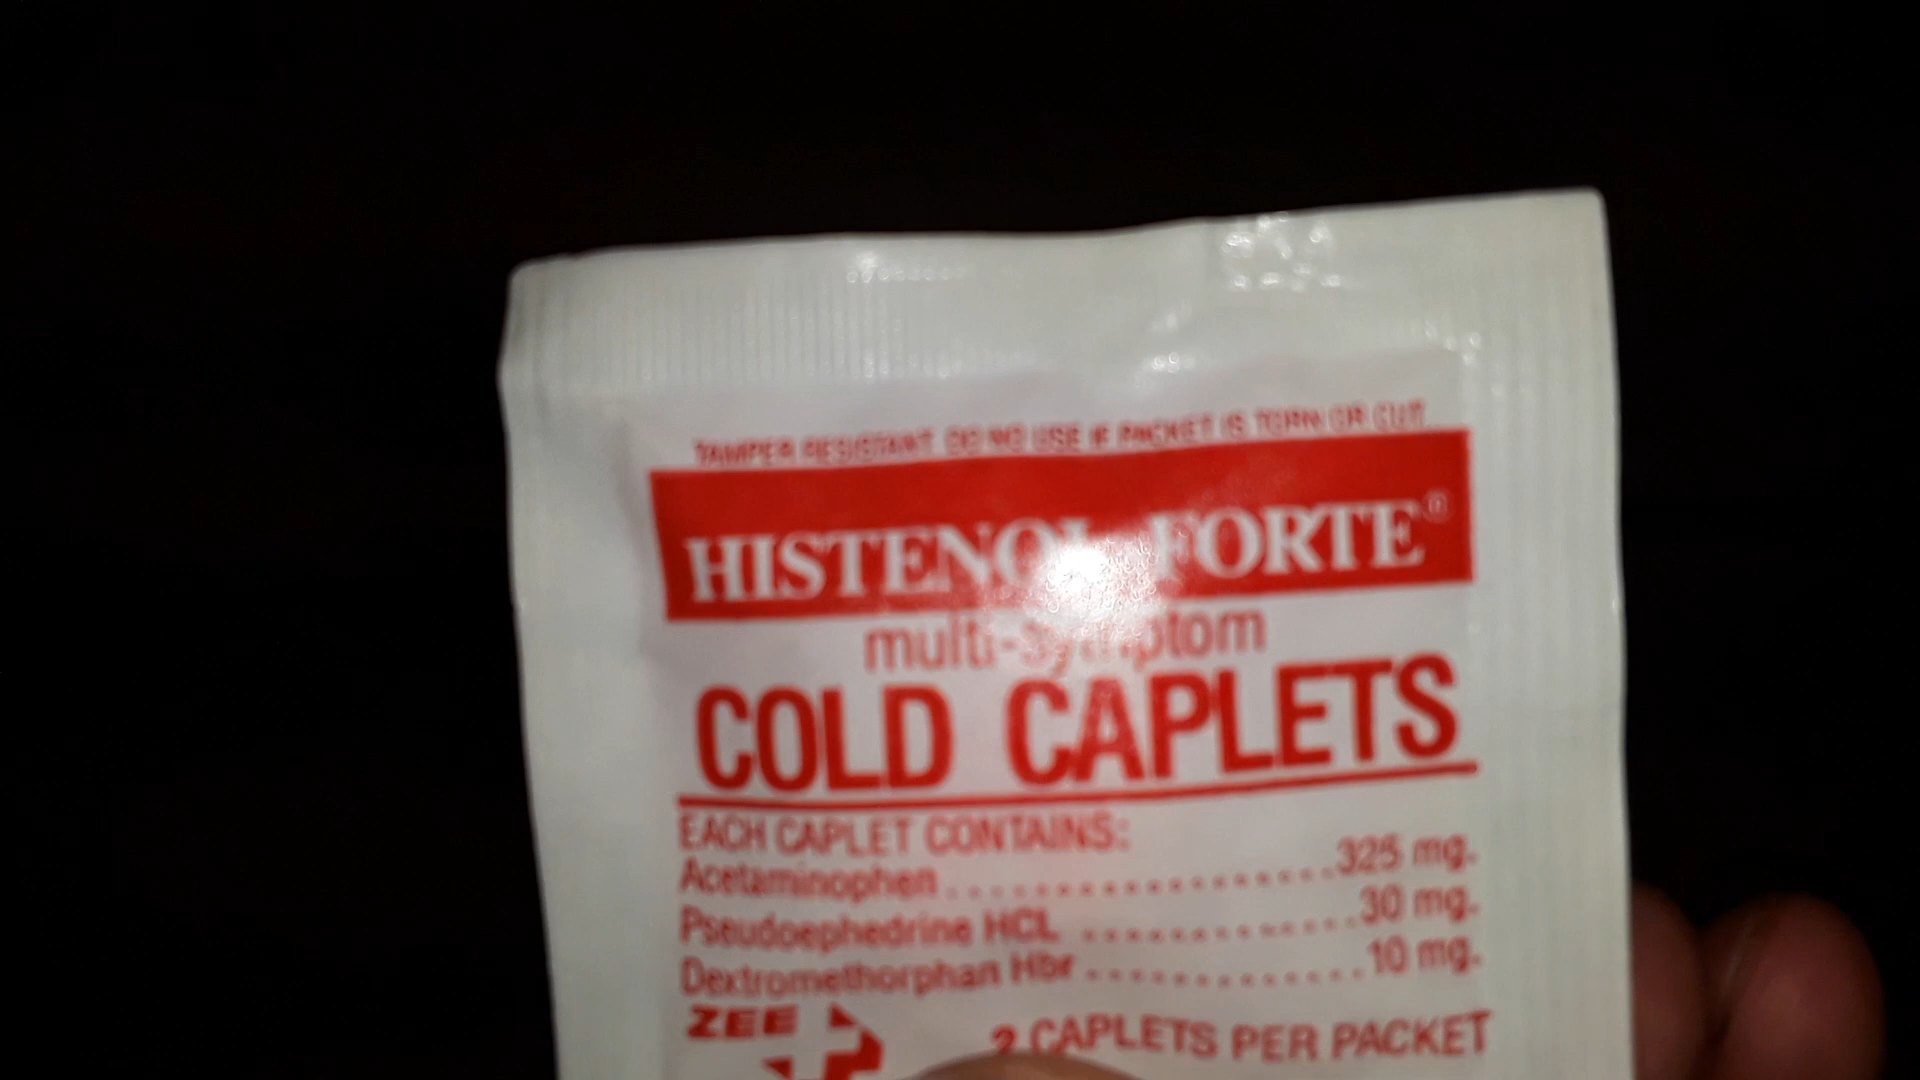 TAMPER RESISTANT. DO NO USE IF PACKET IS TORN OR CUT.
HISTENOL FORTE®
multi-symptom
COLD CAPLETS
EACH CAPLET CONTAINS:
Acetaminophen....................325 mg.
Pseudoephedrine HCL ..............30 mg.
Dextromethorphan Hbr ..............10 mg.
ZEE
2 CAPLETS PER PACKET